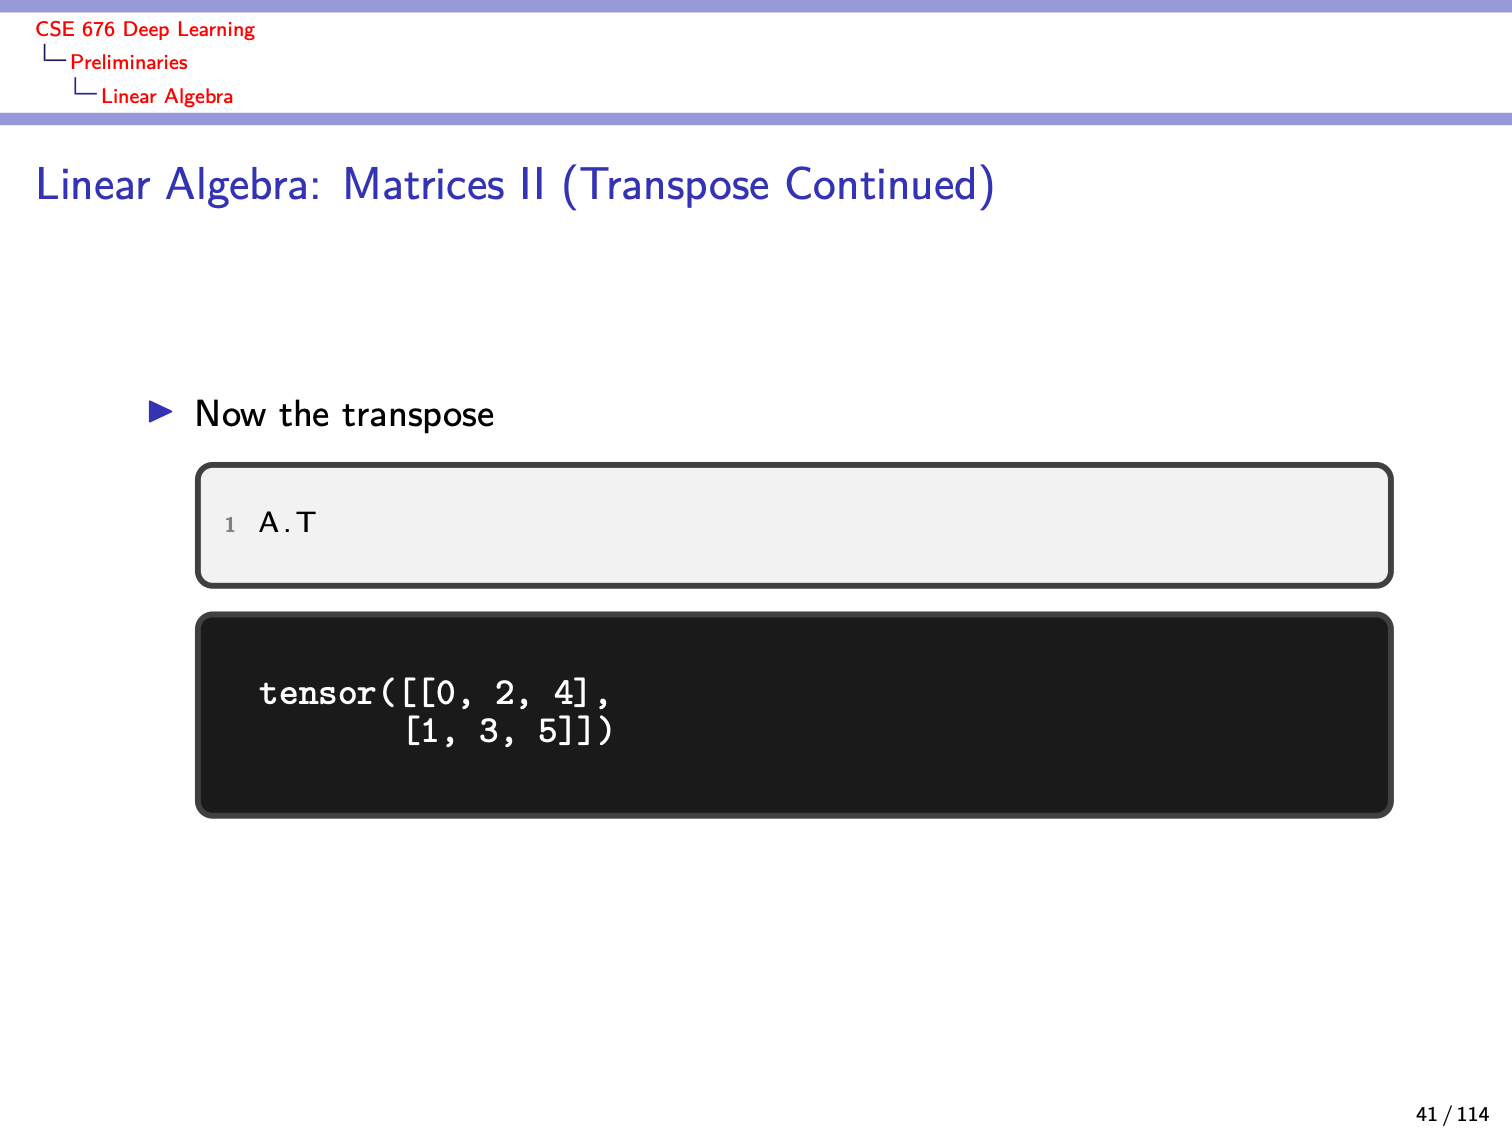 CSE 676 Deep Learning
Preliminaries
Linear Algebra
Linear Algebra: Matrices II (Transpose Continued)
Now the transpose
1 A.T
tensor([[0, 2, 4],
[1, 3, 5]])
41 / 114